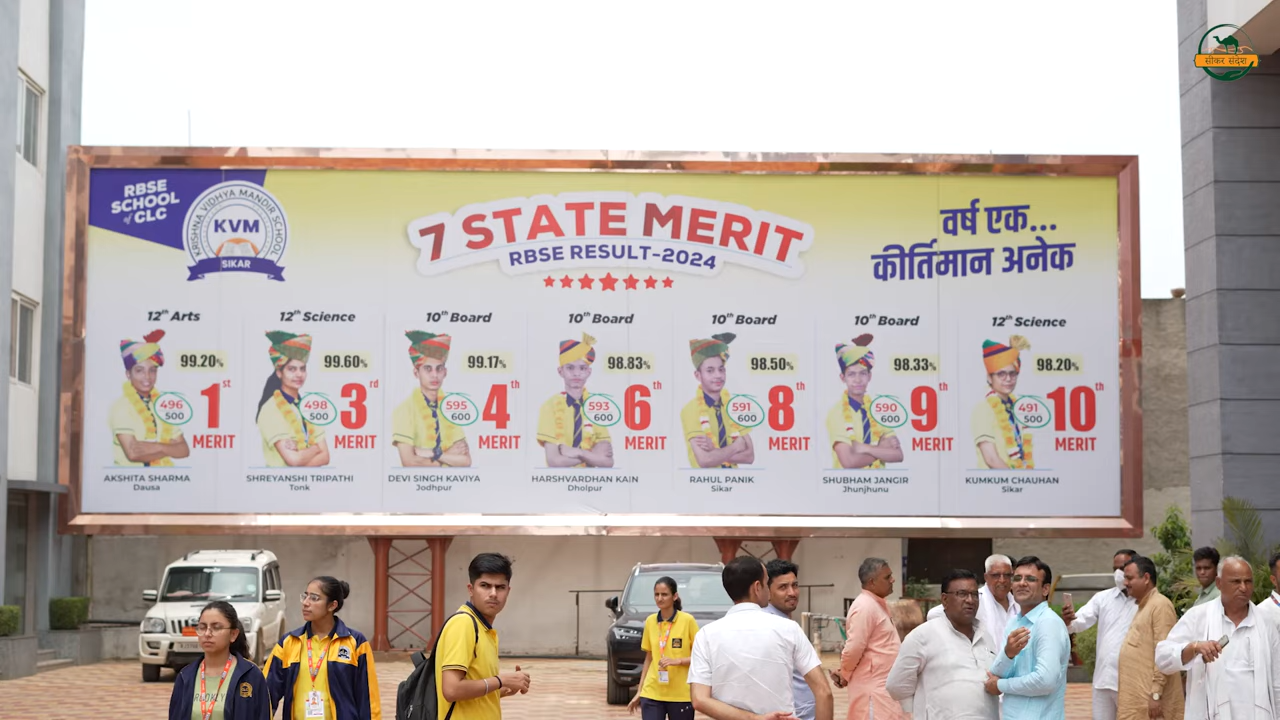 सीकर संदेश
RBSE
SCHOOL
of CLC
KRISHNA VIDHYA MANDIR SCHOOL
KVM
SIKAR
7 STATE MERIT
RBSE RESULT-2024
वर्ष एक...
कीर्तिमान अनेक
12th Arts
99.20%
496
500
1st
MERIT
AKSHITA SHARMA
Dausa
12th Science
99.60%
498
500
3rd
MERIT
SHREYANSHI TRIPATHI
Tonk
10th Board
99.17%
595
600
4th
MERIT
DEVI SINGH KAVIYA
Jodhpur
10th Board
98.83%
593
600
6th
MERIT
HARSHVARDHAN KAIN
Dholpur
10th Board
98.50%
591
600
8th
MERIT
RAHUL PANIK
Sikar
10th Board
98.33%
590
600
9th
MERIT
SHUBHAM JANGIR
Jhunjhunu
12th Science
98.20%
491
500
10th
MERIT
KUMKUM CHAUHAN
Sikar